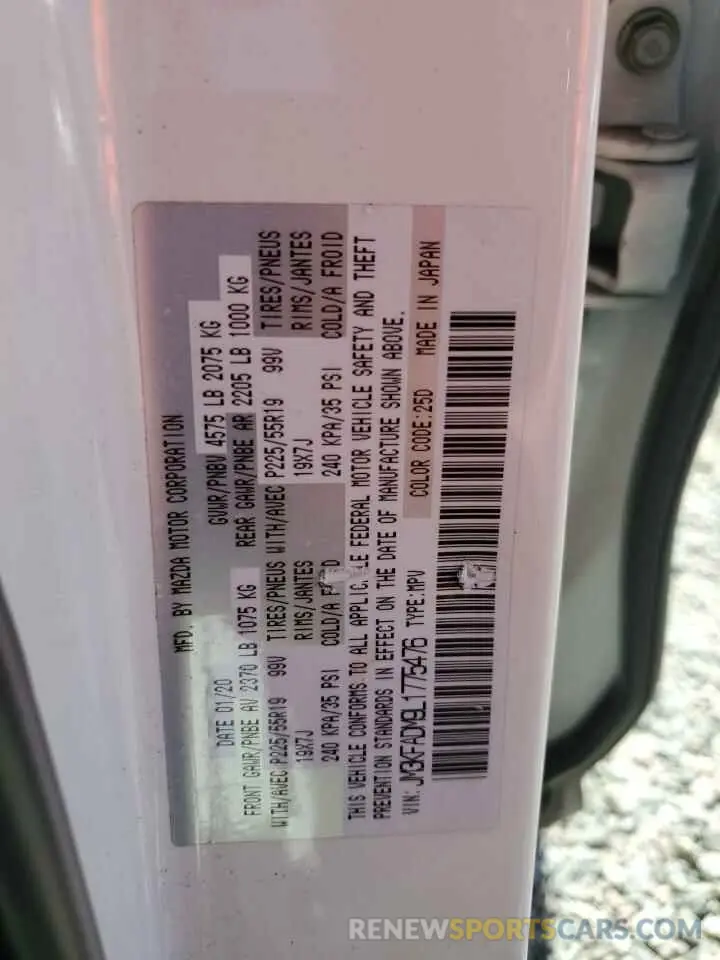 MFD. BY MAZDA MOTOR CORPORATION
DATE 01/20 GVWR/PNBV 4575 LB 2075 KG
FRONT GAWR/PNBE AV 2370 LB 1075 KG REAR GAWR/PNBE AR 2205 LB 1000 KG
WITH/AVEC P225/55R19 99V TIRES/PNEUS WITH/AVEC P225/55R19 99V TIRES/PNEUS
19X7J RIMS/JANTES 19X7J RIMS/JANTES
240 KPA/35 PSI COLD/A 240 KPA/35 PSI COLD/A FROID
THIS VEHICLE CONFORMS TO ALL FEDERAL MOTOR VEHICLE SAFETY AND THEFT
PREVENTION STANDARDS IN EFFECT ON THE DATE OF MANUFACTURE SHOWN ABOVE.
VIN: JM3KFADM9L1775476 TYPE:MPV COLOR CODE:25D MADE IN JAPAN
RENEWSPORTSCARS.COM